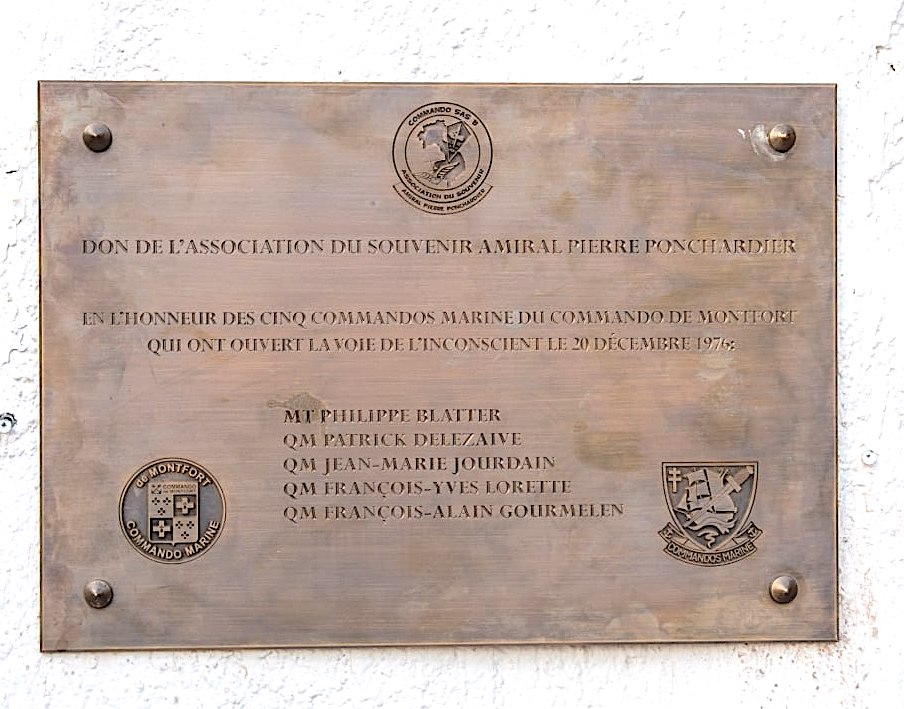 COMMANDO SAS B
ASSOCIATION DU SOUVENIR
AMIRAL PIERRE PONCHARDIER
DON DE L'ASSOCIATION DU SOUVENIR AMIRAL PIERRE PONCHARDIER
EN L'HONNEUR DES CINQ COMMANDOS MARINE DU COMMANDO DE MONTFORT
QUI ONT OUVERT LA VOIE DE L'INCONSCIENT LE 20 DÉCEMBRE 1976:
MT PHILIPPE BLATTER
QM PATRICK DELEZAIVE
QM JEAN-MARIE JOURDAIN
QM FRANÇOIS-YVES LORETTE
QM FRANÇOIS-ALAIN GOURMELEN
de MONTFORT
COMMANDO
de MONTFORT
COMMANDO MARINE
COMMANDOS MARINE